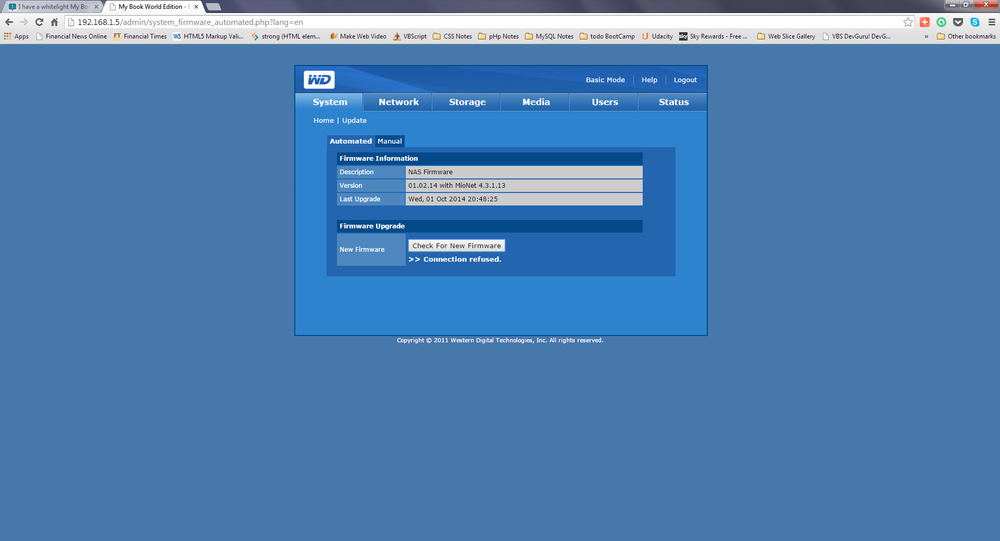 I have a whitelight My Boo
My Book World Edition -
192.168.1.5/admin/system_firmware_automated.php?lang=en
Apps
Financial News Online
FT Financial Times
W3 HTML5 Markup Vali...
strong (HTML elem...
Make Web Video
VBScript
CSS Notes
pHp Notes
MySQL Notes
todo BootCamp
U Udacity
sky Sky Rewards - Free ...
Web Slice Gallery
VBS DevGuru! DevG...
»
Other bookmarks
WD
Basic Mode
Help
Logout
System
Network
Storage
Media
Users
Status
Home | Update
Automated
Manual
Firmware Information
Description NAS Firmware
Version 01.02.14 with MioNet 4.3.1.13
Last Upgrade Wed, 01 Oct 2014 20:48:25
Firmware Upgrade
New Firmware
Check For New Firmware
>> Connection refused.
Copyright © 2011 Western Digital Technologies, Inc. All rights reserved.